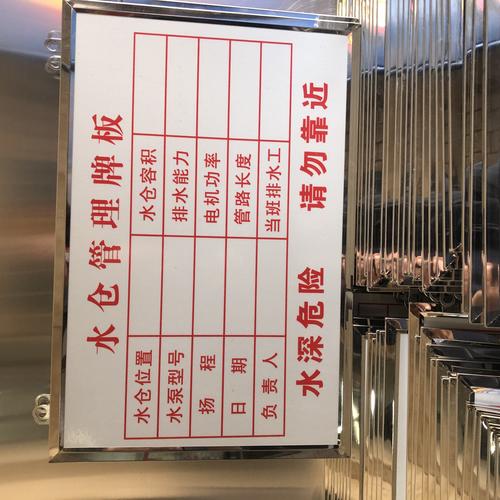 水仓管理牌板
水仓位置 水仓容积
水泵型号 排水能力
扬程 电机功率
日期 管路长度
负责人 当班排水工
水深危险 请勿靠近